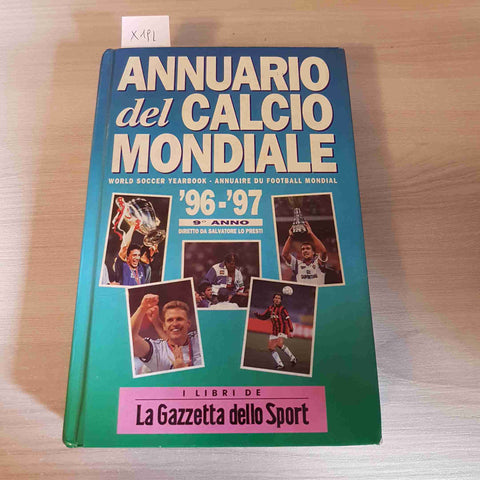 X191
ANNUARIO
del CALCIO
MONDIALE
WORLD SOCCER YEARBOOK - ANNUAIRE DU FOOTBALL MONDIAL
'96-'97
9° ANNO
DIRETTO DA SALVATORE LO PRESTI
I LIBRI DE
La Gazzetta dello Sport